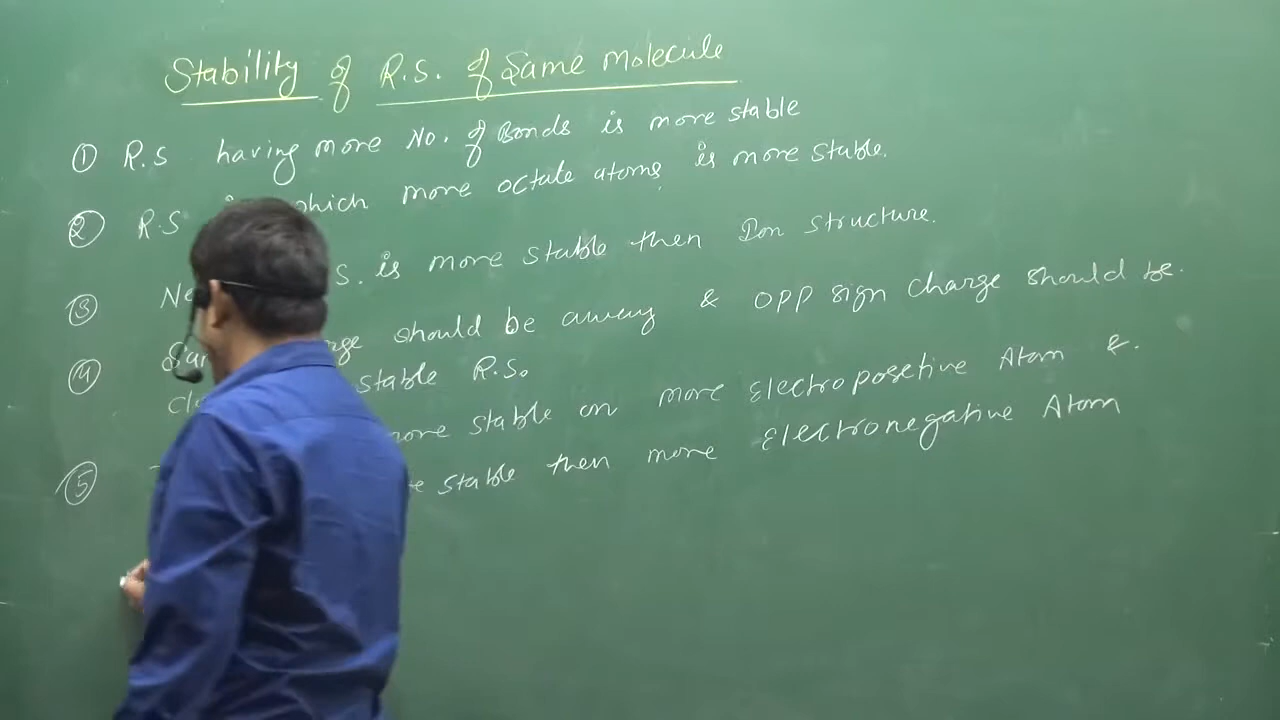 Stability of R.S. of Same Molecule
① R.S having more No. of Bonds is more stable
② R.S which more octate atoms is more stable.
③ S. is more stable then Ion structure.
④ should be away & opp sign charge should be.
stable R.S.
more stable on more Electroposetive Atom &.
⑤ stable then more Electronegative Atom